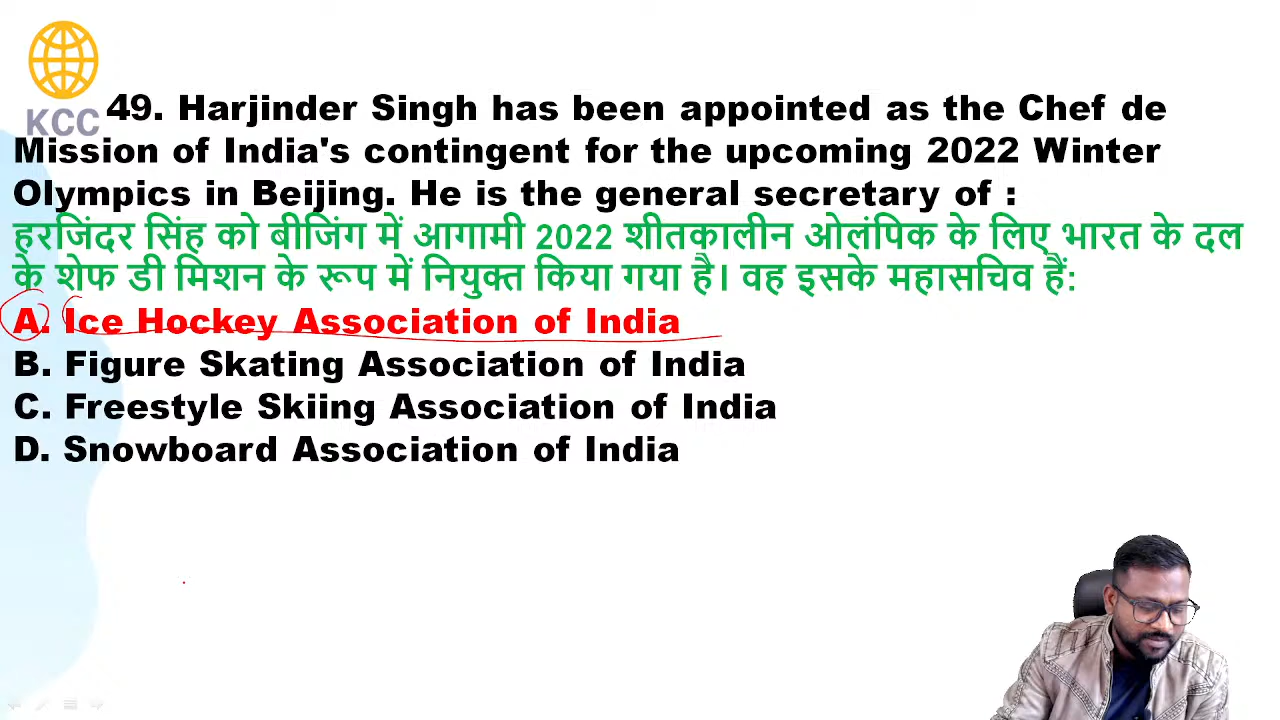 KCC
49. Harjinder Singh has been appointed as the Chef de
Mission of India's contingent for the upcoming 2022 Winter
Olympics in Beijing. He is the general secretary of :
हरजिंदर सिंह को बीजिंग में आगामी 2022 शीतकालीन ओलंपिक के लिए भारत के दल
के शेफ डी मिशन के रूप में नियुक्त किया गया है। वह इसके महासचिव हैं:
A. Ice Hockey Association of India
B. Figure Skating Association of India
C. Freestyle Skiing Association of India
D. Snowboard Association of India